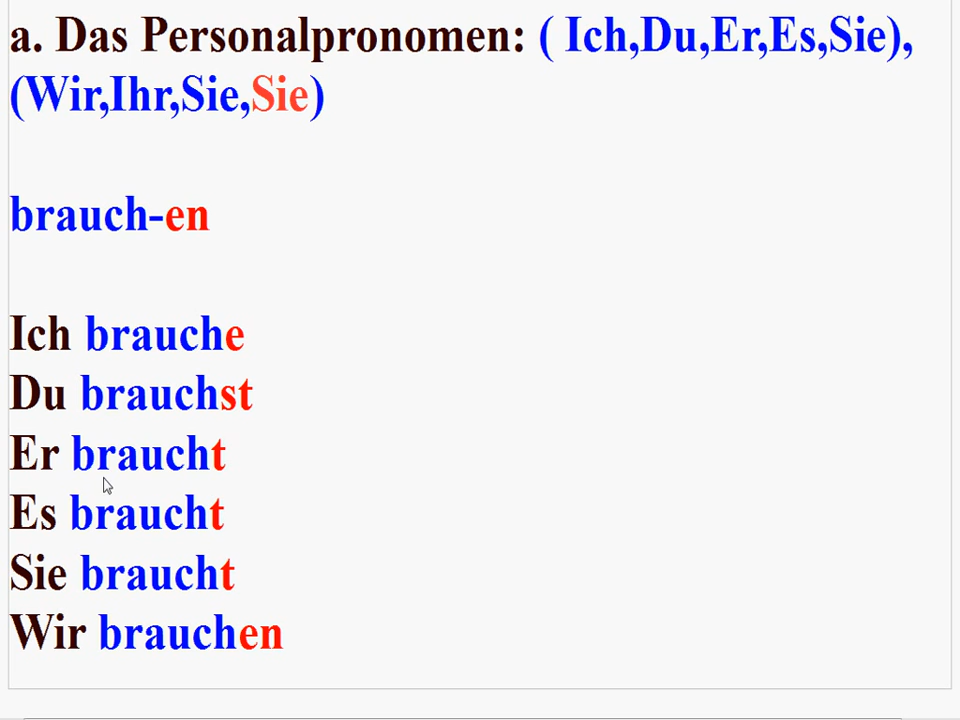 a. Das Personalpronomen: ( Ich,Du,Er,Es,Sie),
(Wir,Ihr,Sie,Sie)
brauch-en
Ich brauche
Du brauchst
Er braucht
Es braucht
Sie braucht
Wir brauchen